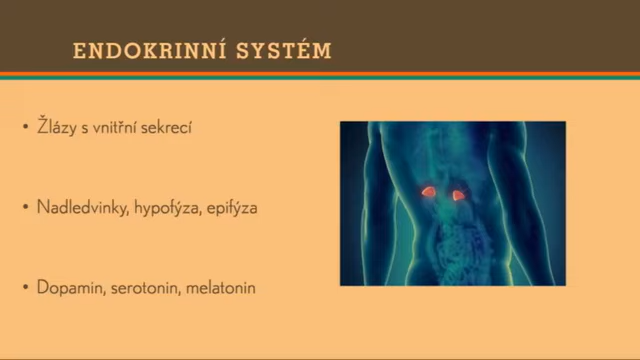 ENDOKRINNÍ SYSTÉM
• Žlázy s vnitřní sekrecí
• Nadledvinky, hypofýza, epifýza
• Dopamin, serotonin, melatonin